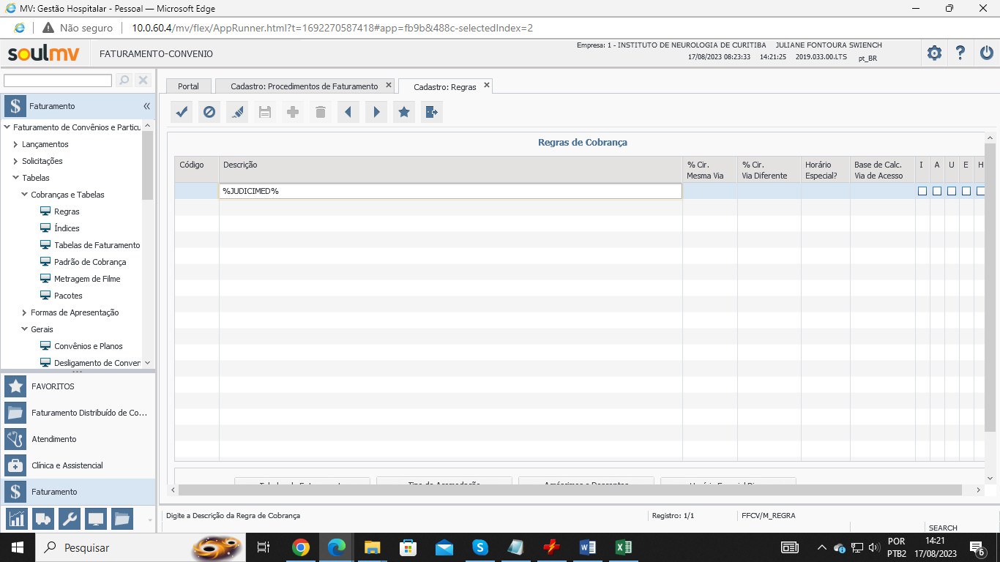 MV: Gestão Hospitalar - Pessoal — Microsoft Edge
Não seguro
10.0.60.4/mv/flex/AppRunner.html?t=1692270587418#app=fb9b&488c-selectedIndex=2
soulmv
FATURAMENTO-CONVENIO
Empresa: 1 - INSTITUTO DE NEUROLOGIA DE CURITIBA JULIANE FONTOURA SWIENCH
17/08/2023 08:23:33 14:21:25 2019.033.00.LTS pt_BR
Portal
Cadastro: Procedimentos de Faturamento
Cadastro: Regras
Faturamento
Faturamento de Convênios e Particu
Lançamentos
Solicitações
Tabelas
Cobranças e Tabelas
Regras
Índices
Tabelas de Faturamento
Padrão de Cobrança
Metragem de Filme
Pacotes
Formas de Apresentação
Gerais
Convênios e Planos
Desligamento de Conven
FAVORITOS
Faturamento Distribuído de Co...
Atendimento
Clínica e Assistencial
Faturamento
Regras de Cobrança
Código
Descrição
% Cir.
Mesma Via
% Cir.
Via Diferente
Horário
Especial?
Base de Calc.
Via de Acesso
I A U E H
%JUDICIMED%
Digite a Descrição da Regra de Cobrança
Registro: 1/1
FFCV/M_REGRA
SEARCH
Pesquisar
POR
PTB2
14:21
17/08/2023
6